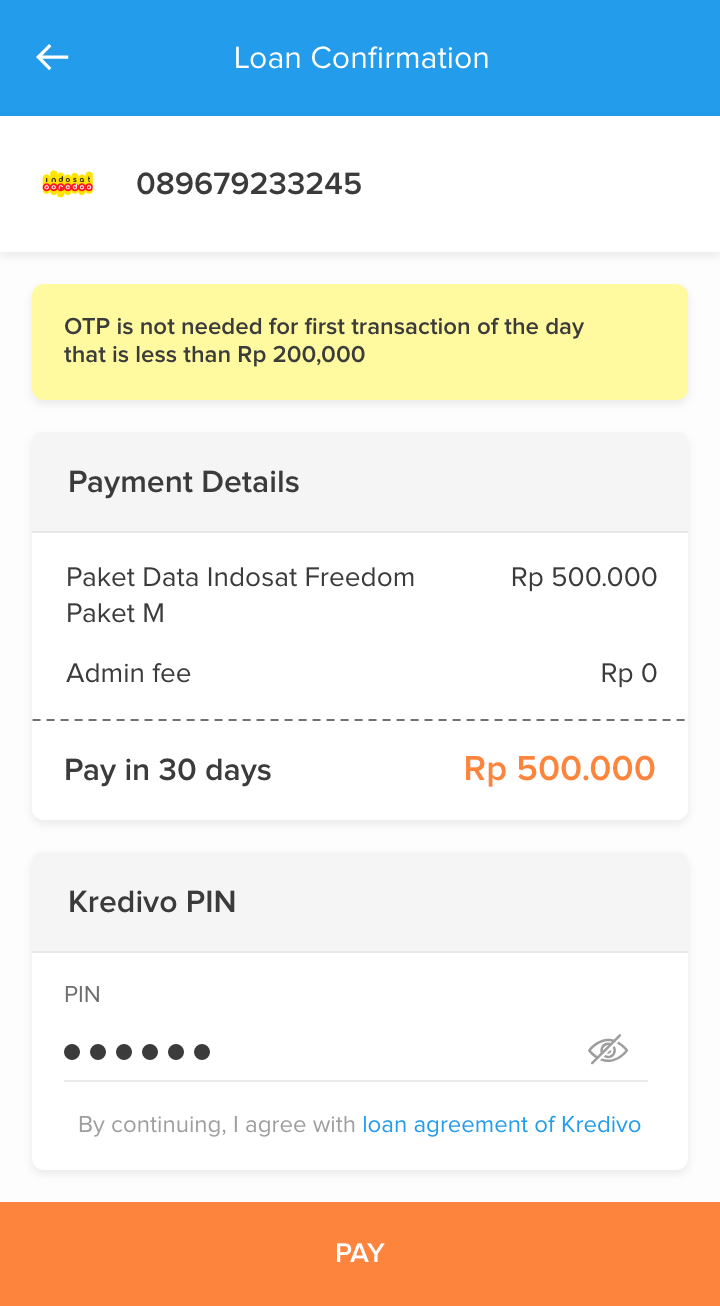 Loan Confirmation
indosat
ooredoo
089679233245
OTP is not needed for first transaction of the day
that is less than Rp 200,000
Payment Details
Paket Data Indosat Freedom Rp 500.000
Paket M
Admin fee Rp 0
Pay in 30 days Rp 500.000
Kredivo PIN
PIN
By continuing, I agree with loan agreement of Kredivo
PAY